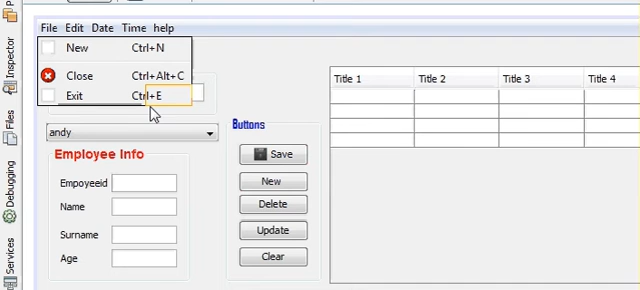 File Edit Date Time help
New Ctrl+N
Close Ctrl+Alt+C
Exit Ctrl+E
andy
Employee Info
Empoyeeid
Name
Surname
Age
Buttons
Save
New
Delete
Update
Clear
Title 1 Title 2 Title 3 Title 4
Inspector
Files
Debugging
Services